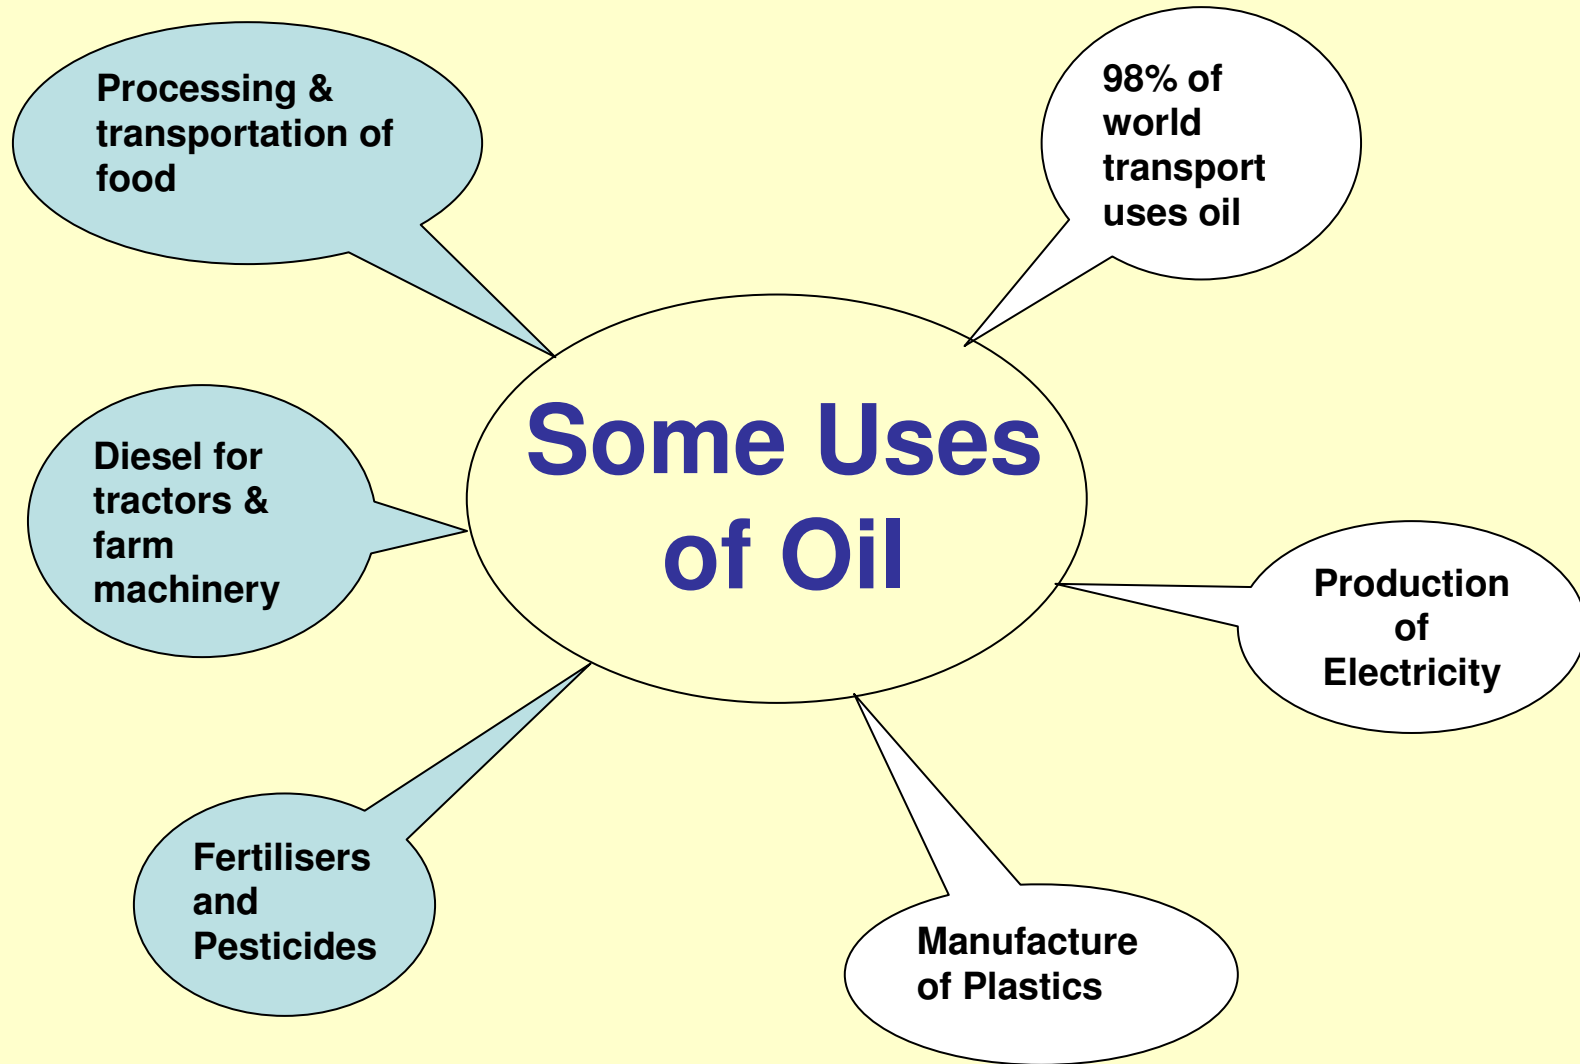 Processing &
transportation of
food
98% of
world
transport
uses oil
Some Uses
of Oil
Diesel for
tractors &
farm
machinery
Production
of
Electricity
Fertilisers
and
Pesticides
Manufacture
of Plastics